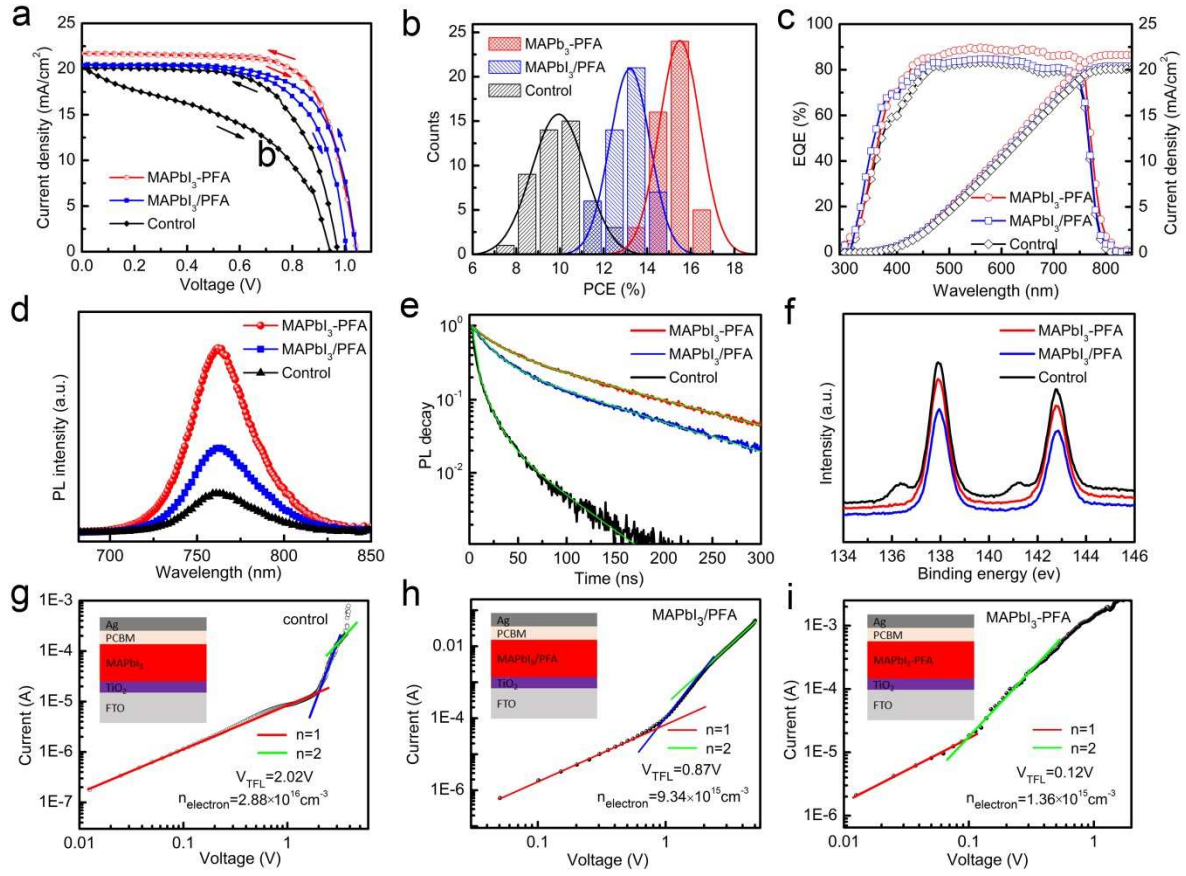 a
Current density (mA/cm²)
25
20
15
10
5
0
b
MAPbI₃-PFA
MAPbI₃/PFA
Control
0.0
0.2
0.4
0.6
0.8
1.0
Voltage (V)
b
Counts
25
20
15
10
5
0
MAPb₃-PFA
MAPbI₃/PFA
Control
6
8
10
12
14
16
18
PCE (%)
c
EQE (%)
100
80
60
40
20
0
MAPbI₃-PFA
MAPbI₃/PFA
Control
25
20
15
10
5
0
Current density (mA/cm²)
300
400
500
600
700
800
Wavelength (nm)
d
PL intensity (a.u.)
MAPbI₃-PFA
MAPbI₃/PFA
Control
700
750
800
850
Wavelength (nm)
e
PL decay
10⁰
10⁻¹
10⁻²
MAPbI₃-PFA
MAPbI₃/PFA
Control
0
50
100
150
200
250
300
Time (ns)
f
Intensity (a.u.)
MAPbI₃-PFA
MAPbI₃/PFA
Control
134
136
138
140
142
144
146
Binding energy (ev)
g
Current (A)
1E-3
1E-4
1E-5
1E-6
1E-7
control
Ag
PCBM
MAPbI₃
TiO₂
FTO
n=1
n=2
V_TFL=2.02V
n_electron=2.88×10¹⁶cm⁻³
0.01
0.1
1
10
Voltage (V)
h
Current (A)
0.01
1E-4
1E-6
MAPbI₃/PFA
Ag
PCBM
MAPbI₃/PFA
TiO₂
FTO
n=1
n=2
V_TFL=0.87V
n_electron=9.34×10¹⁵cm⁻³
0.1
1
Voltage (V)
i
Current (A)
1E-3
1E-4
1E-5
1E-6
MAPbI₃-PFA
Ag
PCBM
MAPbI₃-PFA
TiO₂
FTO
n=1
n=2
V_TFL=0.12V
n_electron=1.36×10¹⁵cm⁻³
0.01
0.1
1
Voltage (V)